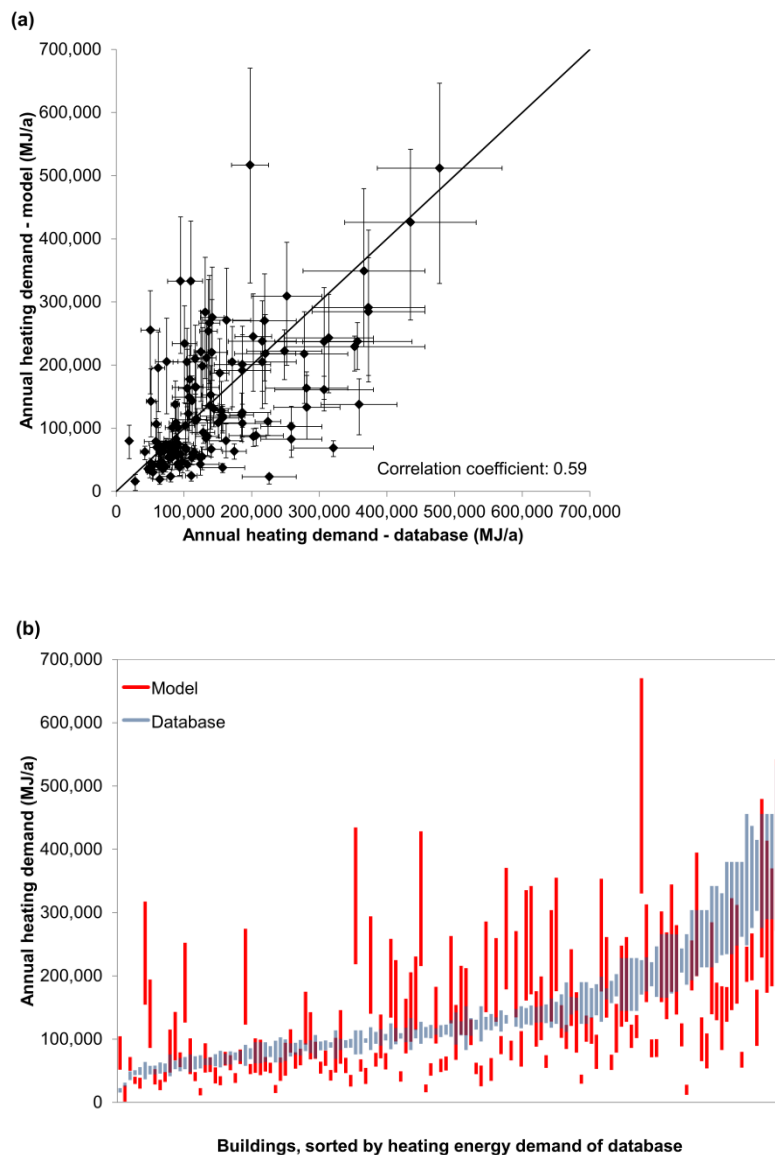 (a)
Annual heating demand - model (MJ/a)
700,000
600,000
500,000
400,000
300,000
200,000
100,000
0
Correlation coefficient: 0.59
0 100,000 200,000 300,000 400,000 500,000 600,000 700,000
Annual heating demand - database (MJ/a)
(b)
Annual heating demand (MJ/a)
700,000
600,000
500,000
400,000
300,000
200,000
100,000
0
Model
Database
Buildings, sorted by heating energy demand of database